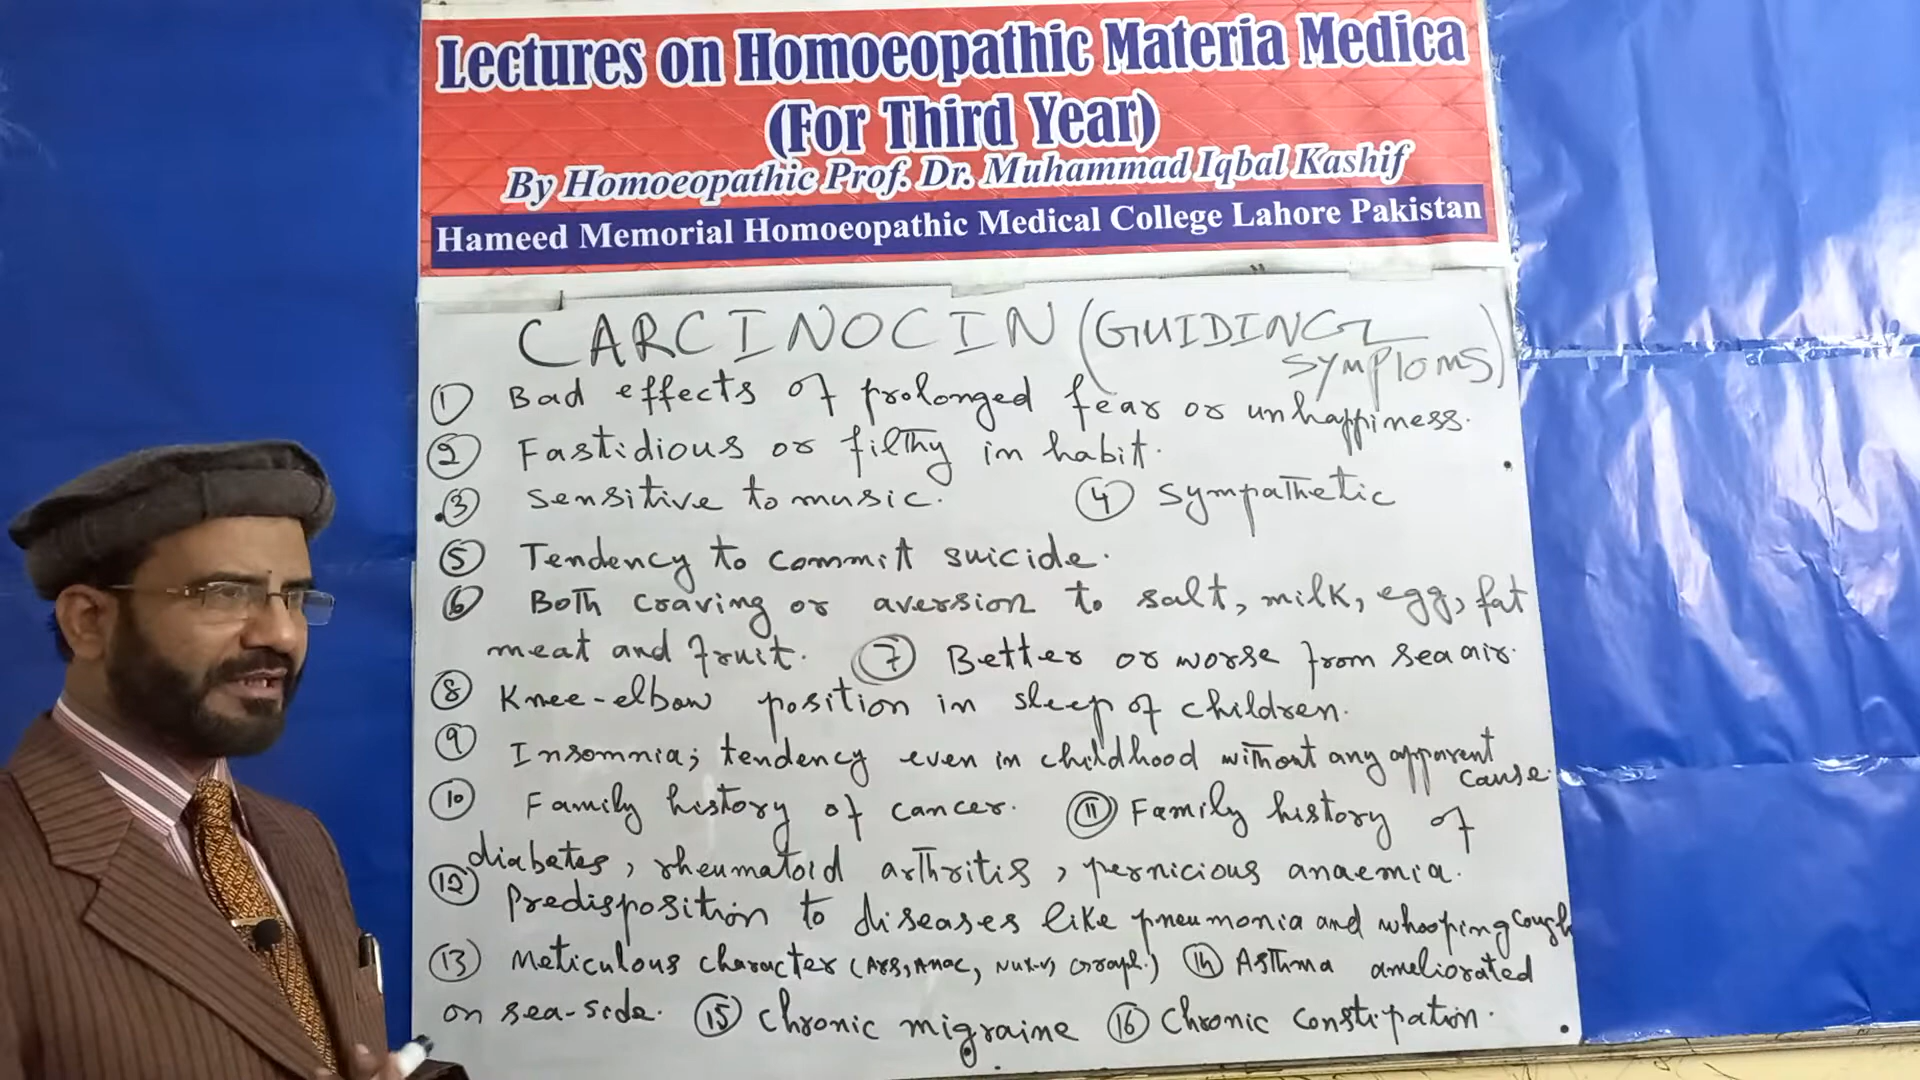 Lectures on Homoeopathic Materia Medica
(For Third Year)
By Homoeopathic Prof. Dr. Muhammad Iqbal Kashif
Hameed Memorial Homoeopathic Medical College Lahore Pakistan
CARCINOCIN (GUIDING
SYMPTOMS)
① Bad effects of prolonged fear or unhappiness.
② Fastidious or filthy in habit.
③ Sensitive to music. ④ Sympathetic
⑤ Tendency to commit suicide.
⑥ Both craving or aversion to salt, milk, egg, fat
meat and fruit. ⑦ Better or worse from sea air.
⑧ Knee-elbow position in sleep of children.
⑨ Insomnia; tendency even in childhood without any apparent
cause.
⑩ Family history of cancer. ⑪ Family history of
diabetes, rheumatoid arthritis, pernicious anaemia.
⑫ Predisposition to diseases like pneumonia and whooping cough
⑬ Meticulous character (Ars, Anac, Nux-v, Graph.) ⑭ Asthma ameliorated
on sea-side. ⑮ Chronic migraine ⑯ Chronic constipation.